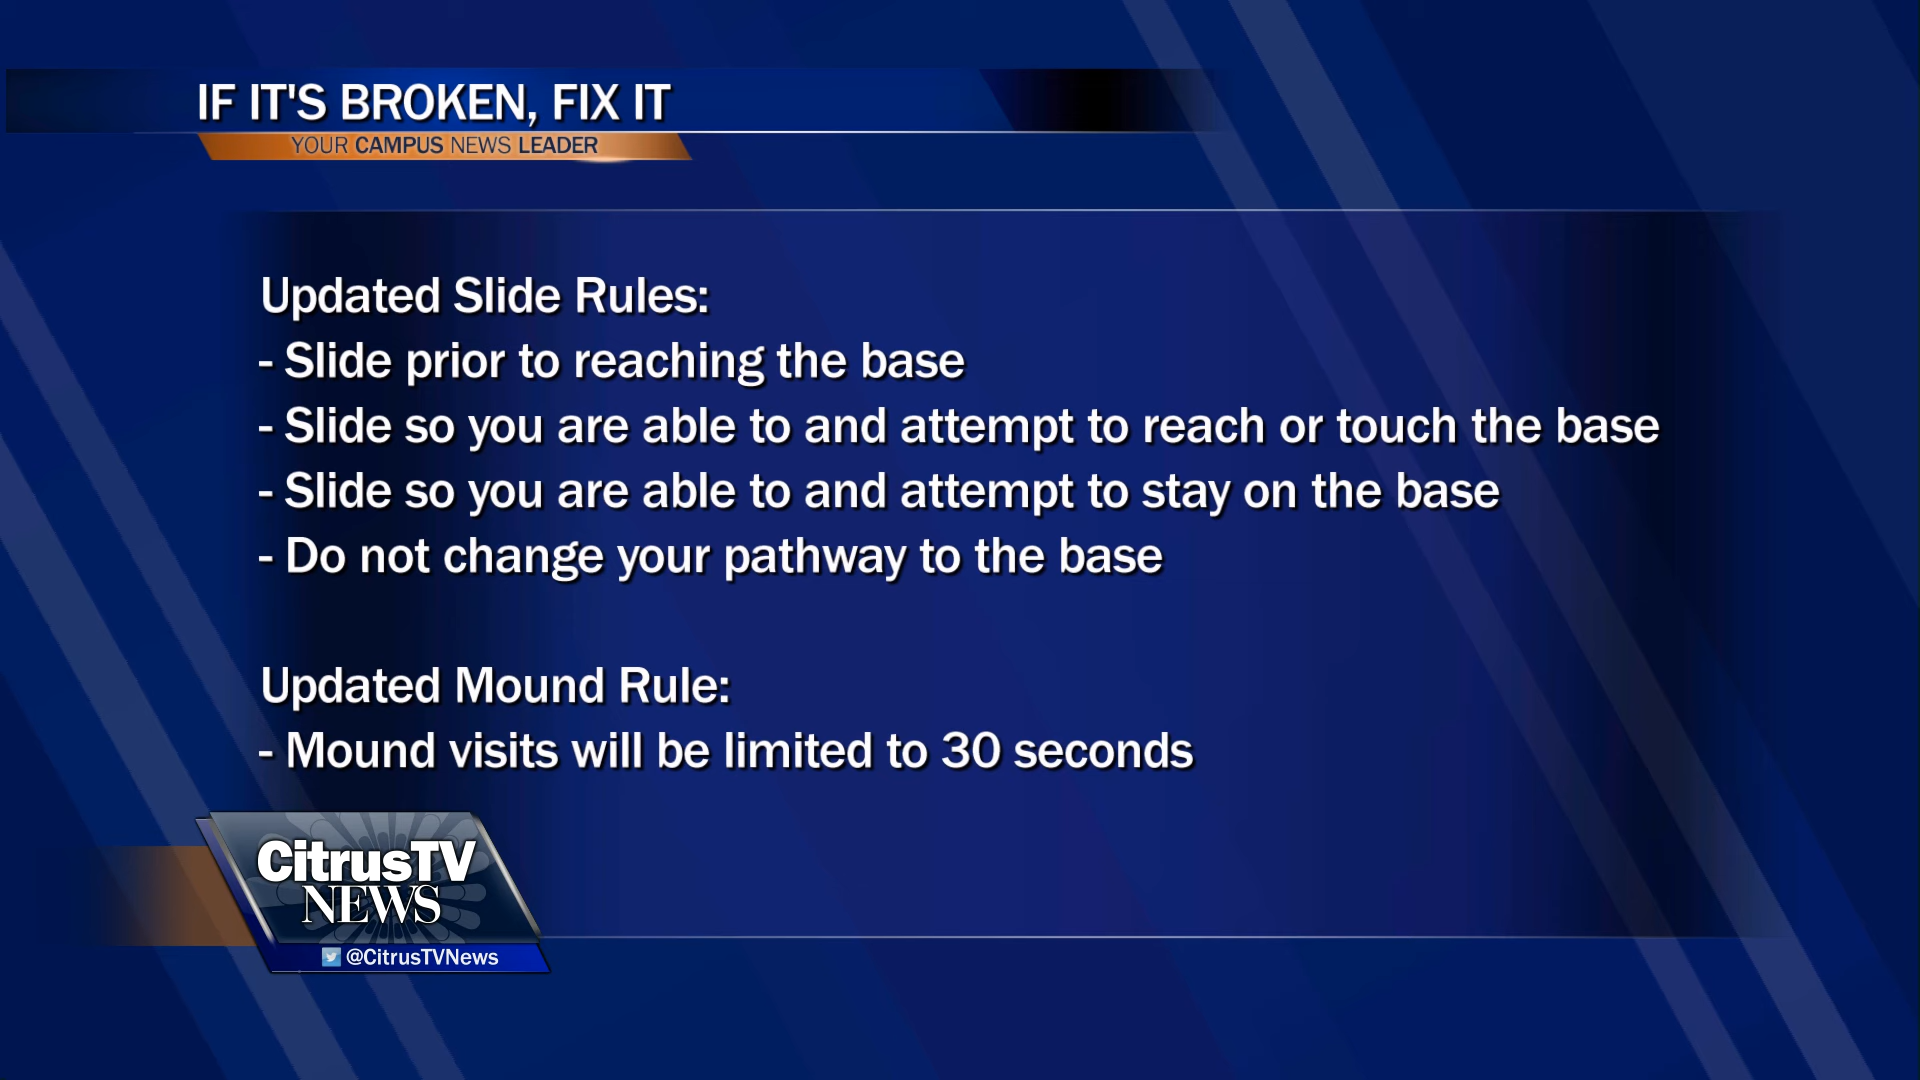 IF IT'S BROKEN, FIX IT
YOUR CAMPUS NEWS LEADER
Updated Slide Rules:
- Slide prior to reaching the base
- Slide so you are able to and attempt to reach or touch the base
- Slide so you are able to and attempt to stay on the base
- Do not change your pathway to the base
Updated Mound Rule:
- Mound visits will be limited to 30 seconds
CitrusTV
NEWS
@CitrusTVNews